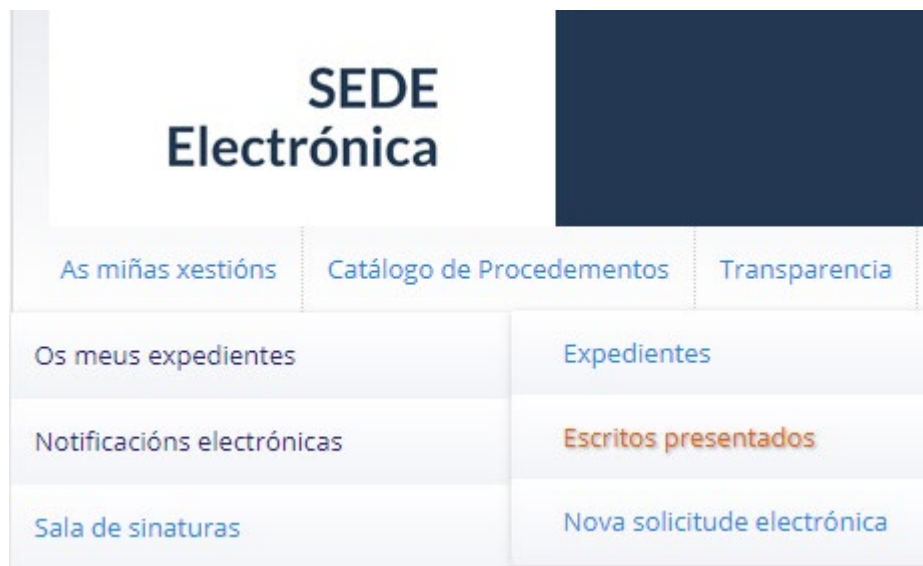 SEDE
Electrónica
As miñas xestións
Catálogo de Procedementos
Transparencia
Os meus expedientes
Notificacións electrónicas
Sala de sinaturas
Expedientes
Escritos presentados
Nova solicitude electrónica